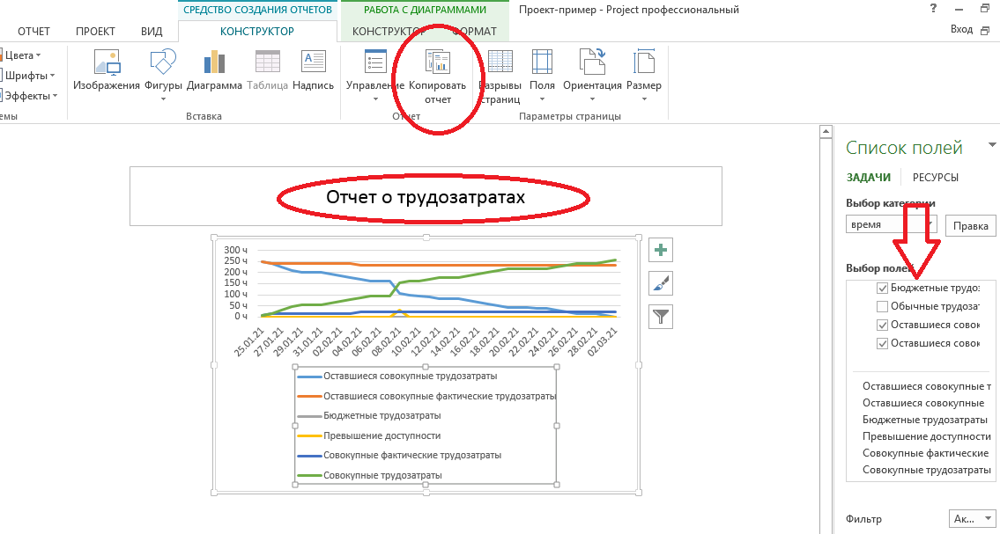 СРЕДСТВО СОЗДАНИЯ ОТЧЕТОВ
РАБОТА С ДИАГРАММАМИ
Проект-пример - Project профессиональный
?
ОТЧЕТ
ПРОЕКТ
ВИД
КОНСТРУКТОР
КОНСТРУКТОР
ФОРМАТ
Вход
Цвета
Шрифты
Эффекты
емы
Изображения
Фигуры
Диаграмма
Таблица
Надпись
Вставка
Управление
Копировать
отчет
Отчет
Разрывы
страниц
Поля
Ориентация
Размер
Параметры страницы
Отчет о трудозатратах
300 ч
250 ч
200 ч
150 ч
100 ч
50 ч
0 ч
25.01.21
27.01.21
29.01.21
31.01.21
02.02.21
04.02.21
06.02.21
08.02.21
10.02.21
12.02.21
14.02.21
16.02.21
18.02.21
20.02.21
22.02.21
24.02.21
26.02.21
28.02.21
02.03.21
Оставшиеся совокупные трудозатраты
Оставшиеся совокупные фактические трудозатраты
Бюджетные трудозатраты
Превышение доступности
Совокупные фактические трудозатраты
Совокупные трудозатраты
Список полей
ЗАДАЧИ
РЕСУРСЫ
Выбор категории
время
Правка
Выбор полей
Бюджетные трудо:
Обычные трудозат
Оставшиеся совок
Оставшиеся совок
Оставшиеся совокупные т
Оставшиеся совокупные
Бюджетные трудозатраты
Превышение доступности
Совокупные фактические
Совокупные трудозатраты
Фильтр
Ак...